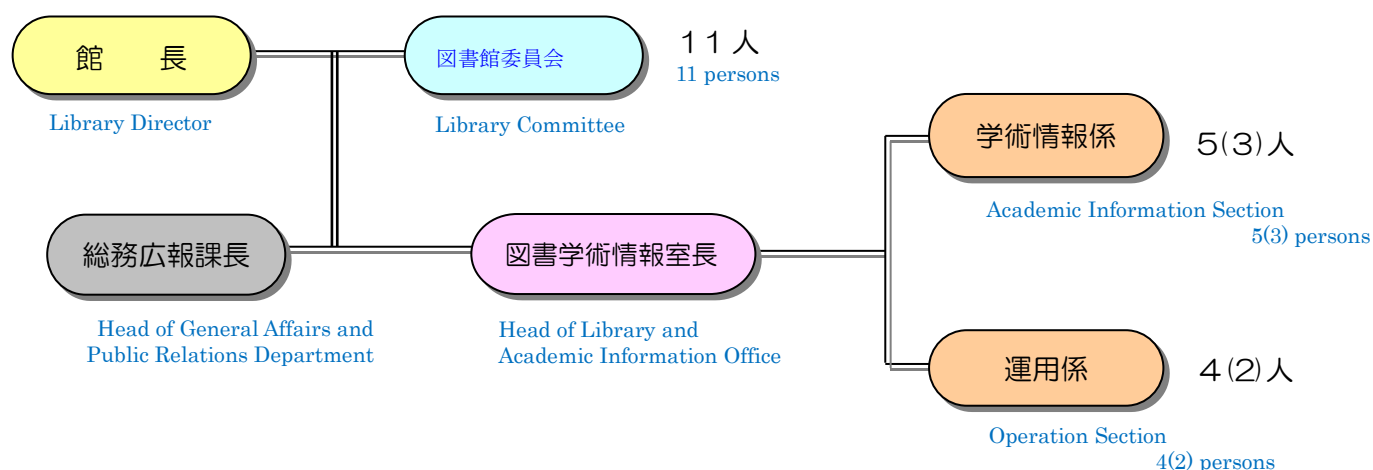 館　長
Library Director
図書館委員会
Library Committee
１１人
11 persons
学術情報係
5(3)人
Academic Information Section
5(3) persons
総務広報課長
Head of General Affairs and
Public Relations Department
図書学術情報室長
Head of Library and
Academic Information Office
運用係
4(2)人
Operation Section
4(2) persons